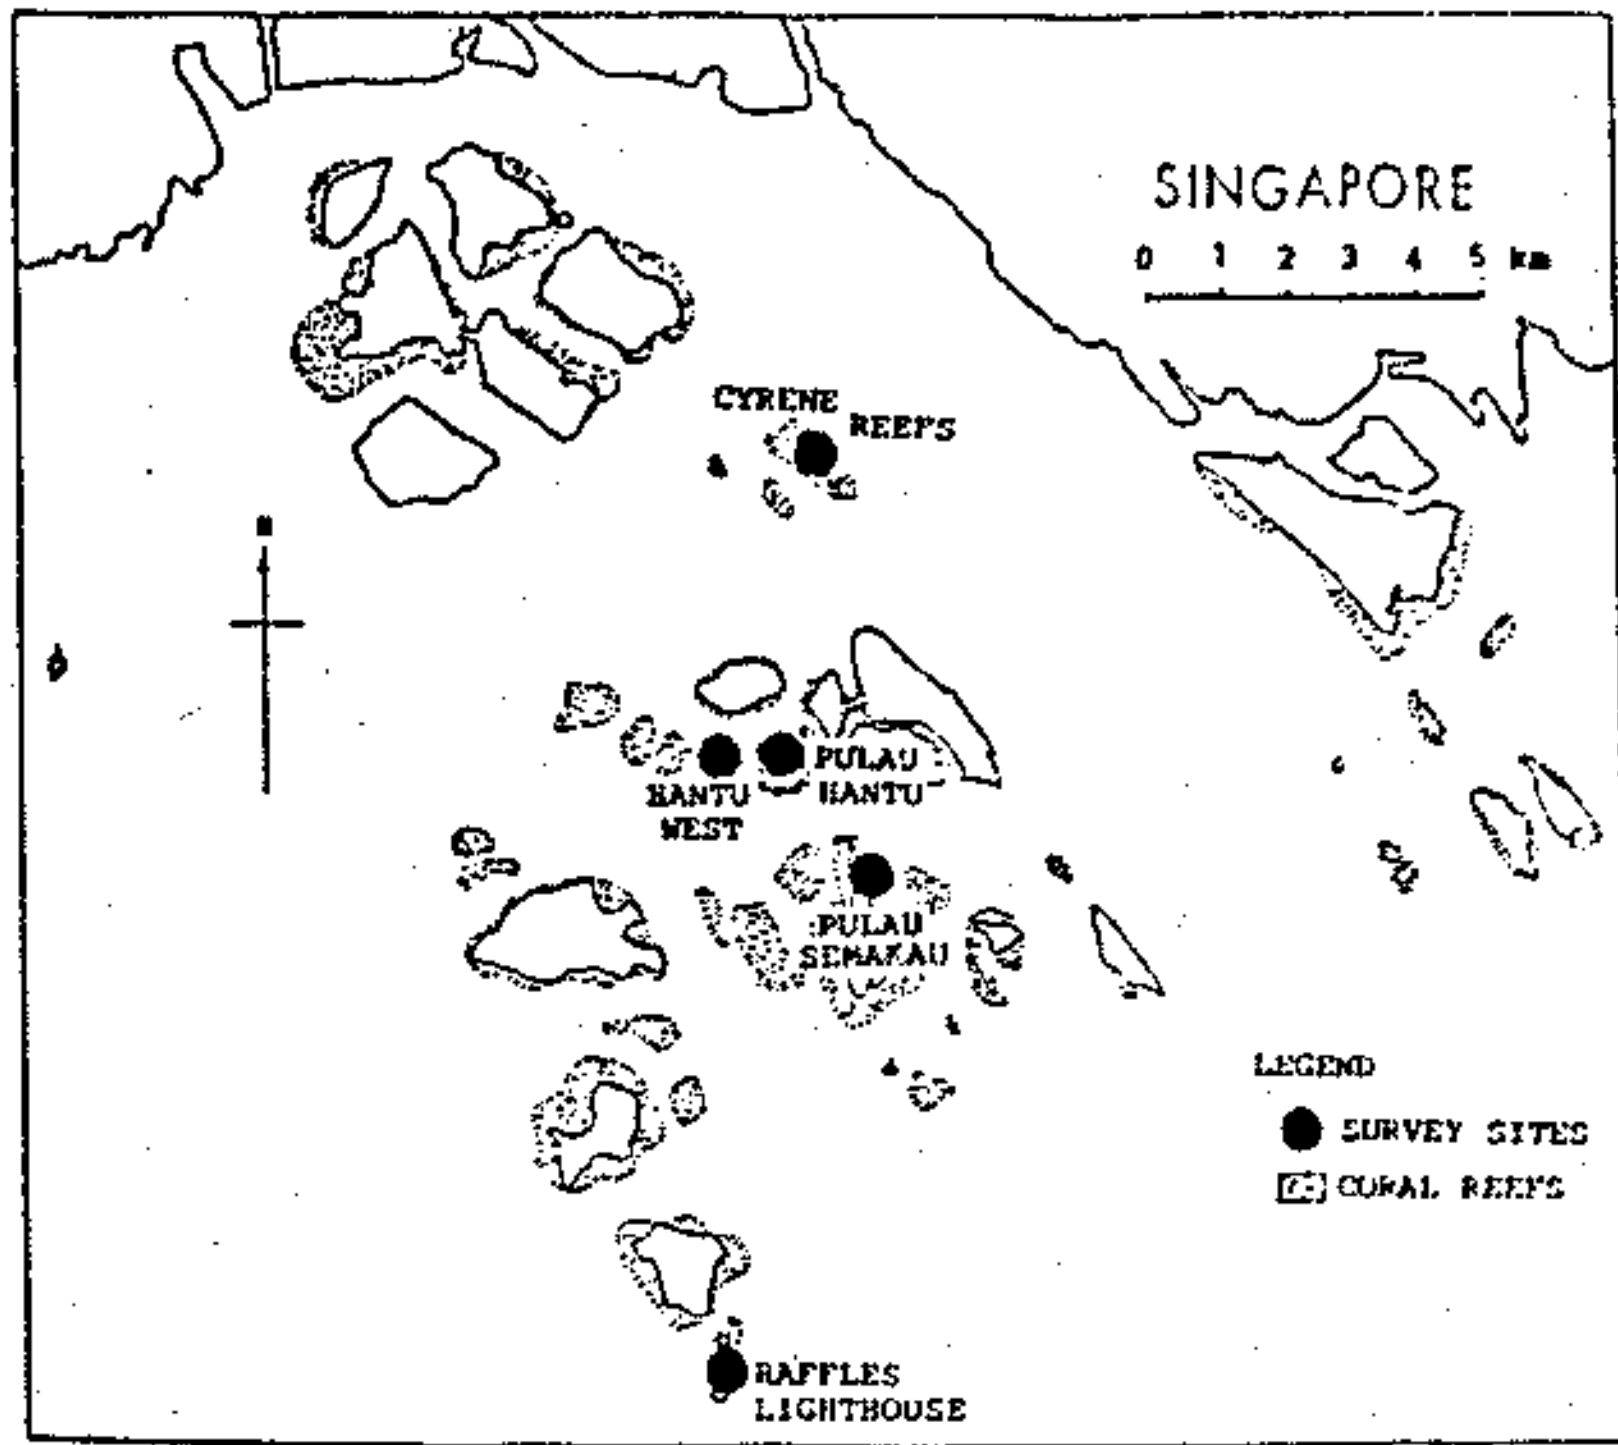 SINGAPORE
0 1 2 3 4 5 km
CYRENE
REEFS
N
PULAU
HANTU
HANTU
WEST
PULAU
SEMAKAU
LEGEND
SURVEY SITES
CORAL REEFS
RAFFLES
LIGHTHOUSE